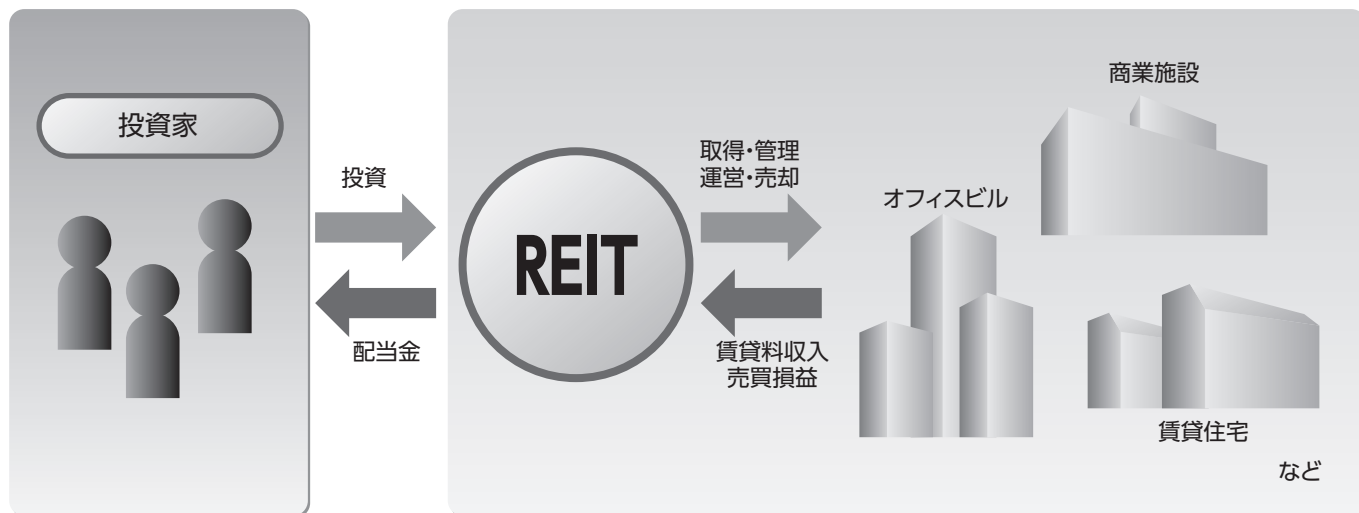 投資家
投資
配当金
REIT
取得・管理
運営・売却
賃貸料収入
売買損益
商業施設
オフィスビル
賃貸住宅
など